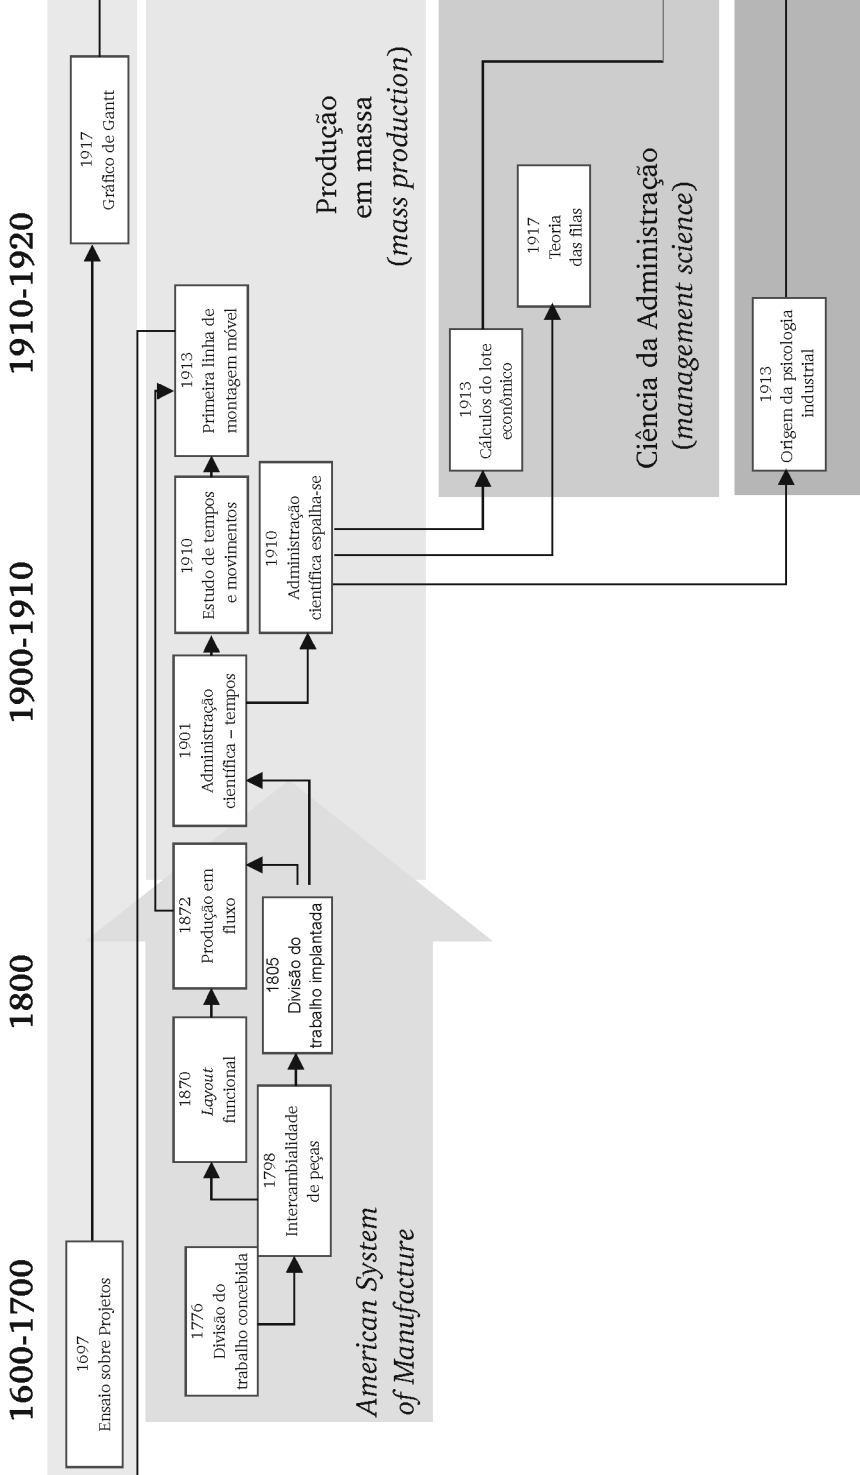 1600-1700
1800
1900-1910
1910-1920
1697
Ensaio sobre Projetos
1917
Gráfico de Gantt
1776
Divisão do
trabalho concebida
1798
Intercambialidade
de peças
1870
Layout
funcional
1805
Divisão do
trabalho implantada
1872
Produção em
fluxo
1901
Administração
científica – tempos
1910
Estudo de tempos
e movimentos
1910
Administração
científica espalha-se
1913
Primeira linha de
montagem móvel
American System
of Manufacture
Produção
em massa
(mass production)
1913
Cálculos do lote
econômico
1917
Teoria
das filas
Ciência da Administração
(management science)
1913
Origem da psicologia
industrial